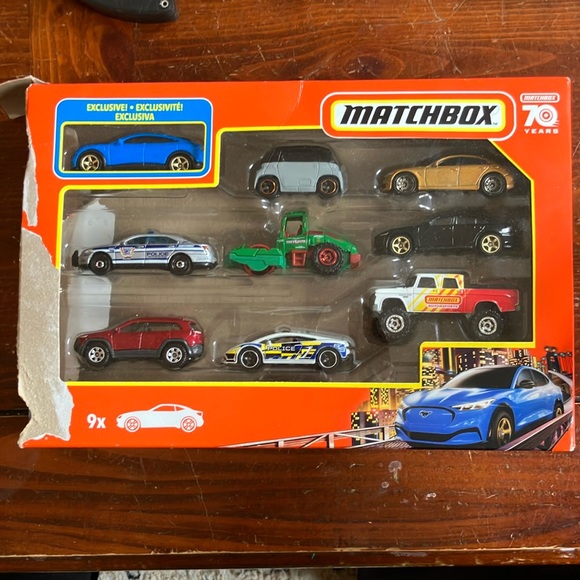 EXCLUSIVE! • EXCLUSIVITÉ!
EXCLUSIVA
MATCHBOX
MATCHBOX
70
YEARS
POLICE
POLICE
MATCHBOX
9x